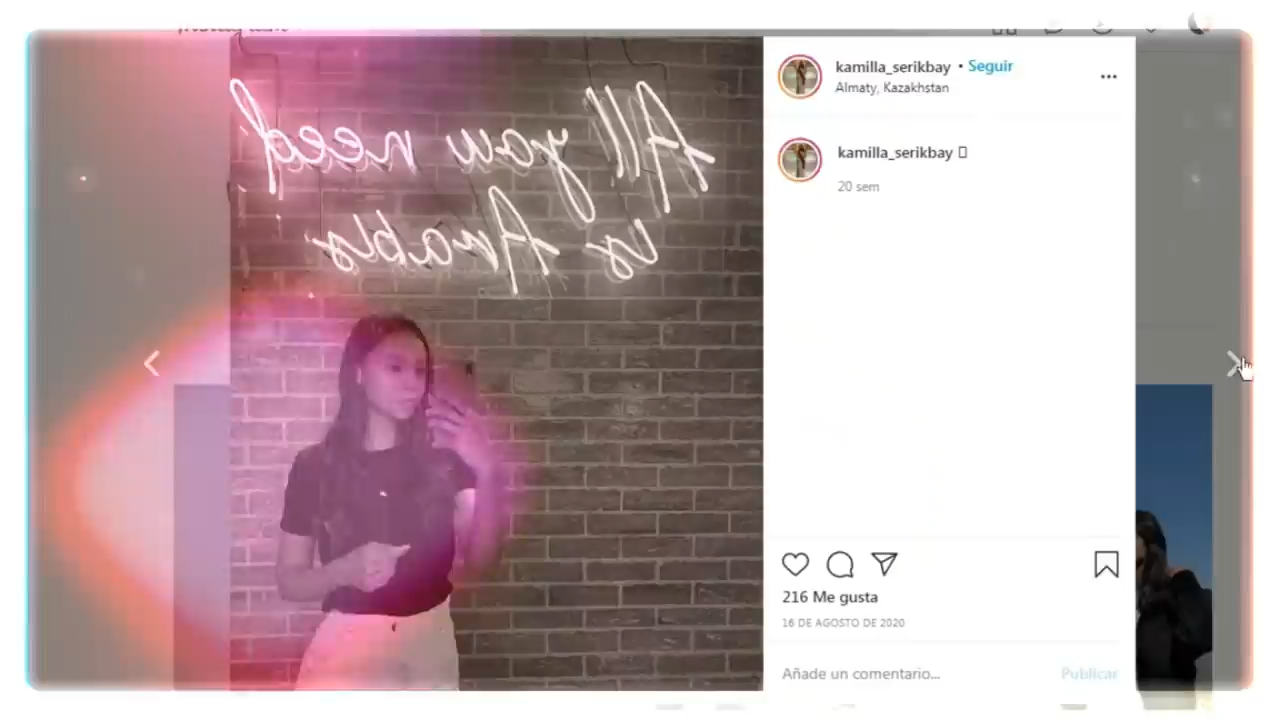 All you need
is Amabls
kamilla_serikbay • Seguir
Almaty, Kazakhstan
kamilla_serikbay
20 sem
216 Me gusta
16 DE AGOSTO DE 2020
Añade un comentario...
Publicar